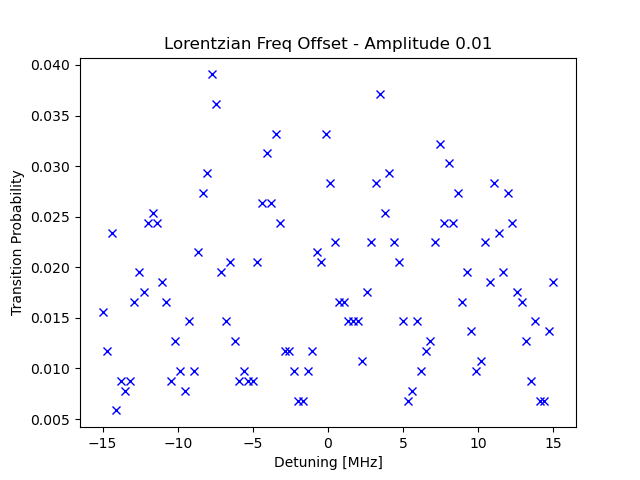 Lorentzian Freq Offset - Amplitude 0.01
0.040
0.035
0.030
0.025
0.020
0.015
0.010
0.005
Transition Probability
−15 −10 −5 0 5 10 15
Detuning [MHz]